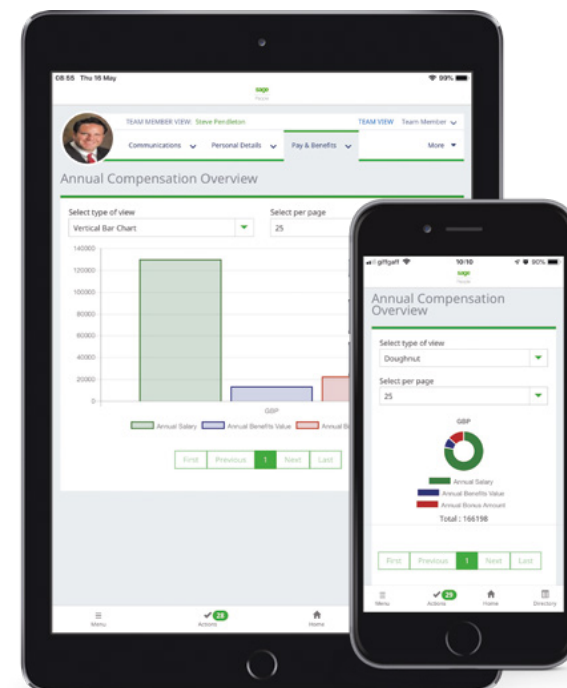 08:55 Thu 16 May
99%
sage
People
TEAM MEMBER VIEW: Steve Pendleton
TEAM VIEW Team Member
Communications Personal Details Pay & Benefits More
Annual Compensation Overview
Select type of view Select per page
Vertical Bar Chart 25
140000
120000
100000
80000
60000
40000
20000
0
GBP
Annual Salary Annual Benefits Value
First Previous 1 Next Last
Menu
28
Actions
Home
giffgaff 10:10 90%
sage
People
Annual Compensation
Overview
Select type of view
Doughnut
Select per page
25
GBP
Annual Salary
Annual Benefits Value
Annual Bonus Amount
Total : 166198
First Previous 1 Next Last
29
Menu Actions Home Directory